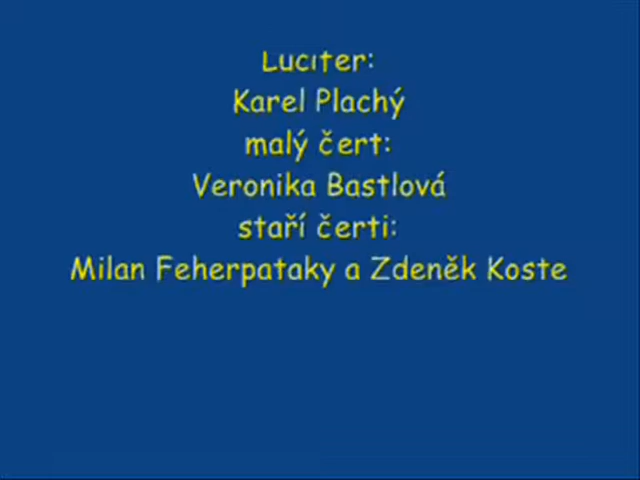 Lucifer:
Karel Plachý
malý čert:
Veronika Bastlová
staří čerti:
Milan Feherpataky a Zdeněk Koste